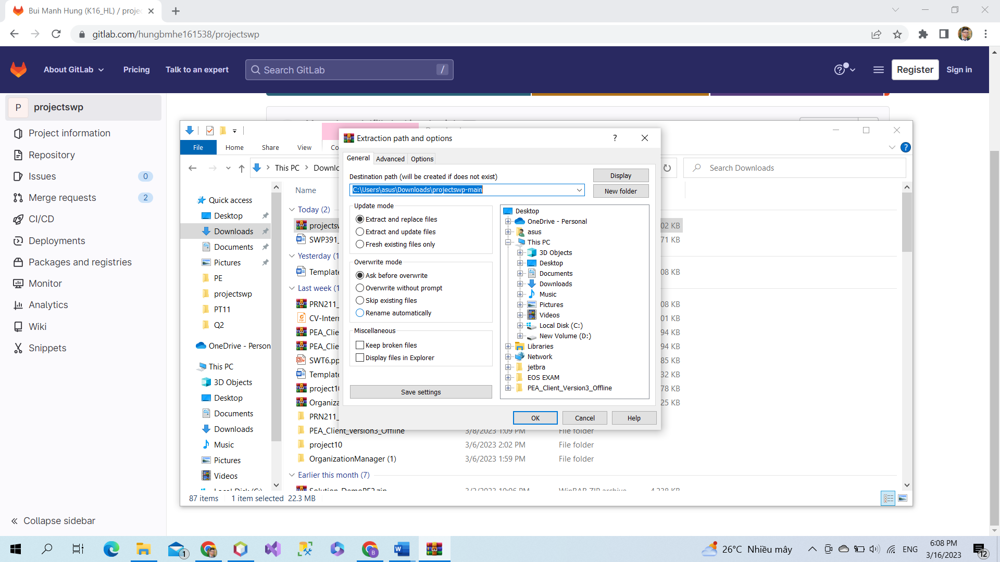 Bui Manh Hung (K16_HL) / projec
gitlab.com/hungbmhe161538/projectswp
About GitLab
Pricing
Talk to an expert
Search GitLab
/
Register
Sign in
P
projectswp
Project information
Repository
Issues
0
Merge requests
2
CI/CD
Deployments
Packages and registries
Monitor
Analytics
Wiki
Snippets
Collapse sidebar
File
Home
Share
View
This PC
Search Downloads
Name
Quick access
Desktop
Downloads
Documents
Pictures
PE
projectswp
PT11
Q2
OneDrive - Person
This PC
3D Objects
Desktop
Documents
Downloads
Music
Pictures
Videos
Today (2)
projectsw
02 KB
SWP391_
71 KB
Yesterday (1
Template
08 KB
Last week (1
PRN211_
08 KB
CV-Intern
01 KB
PEA_Clie
94 KB
PEA_Clie
94 KB
SWT6.pp
85 KB
Template
32 KB
project10
78 KB
Organiza
25 KB
PRN211_
PEA_Client_Version3_Offline
3/8/2023 1:09 PM
File folder
project10
3/6/2023 2:02 PM
File folder
OrganizationManager (1)
3/6/2023 1:59 PM
File folder
Earlier this month (7)
Solution_DemoPE2.zip
3/2/2023 10:06 PM
WinRAR ZIP archive
4,238 KB
87 items
1 item selected 22.3 MB
Extraction path and options
?
General
Advanced
Options
Destination path (will be created if does not exist)
C:\Users\asus\Downloads\projectswp-main
Display
New folder
Update mode
Extract and replace files
Extract and update files
Fresh existing files only
Overwrite mode
Ask before overwrite
Overwrite without prompt
Skip existing files
Rename automatically
Miscellaneous
Keep broken files
Display files in Explorer
Save settings
Desktop
OneDrive - Personal
asus
This PC
3D Objects
Desktop
Documents
Downloads
Music
Pictures
Videos
Local Disk (C:)
New Volume (D:)
Libraries
Network
jetbra
EOS EXAM
PEA_Client_Version3_Offline
OK
Cancel
Help
1
26°C Nhiều mây
ENG
6:08 PM
3/16/2023
12